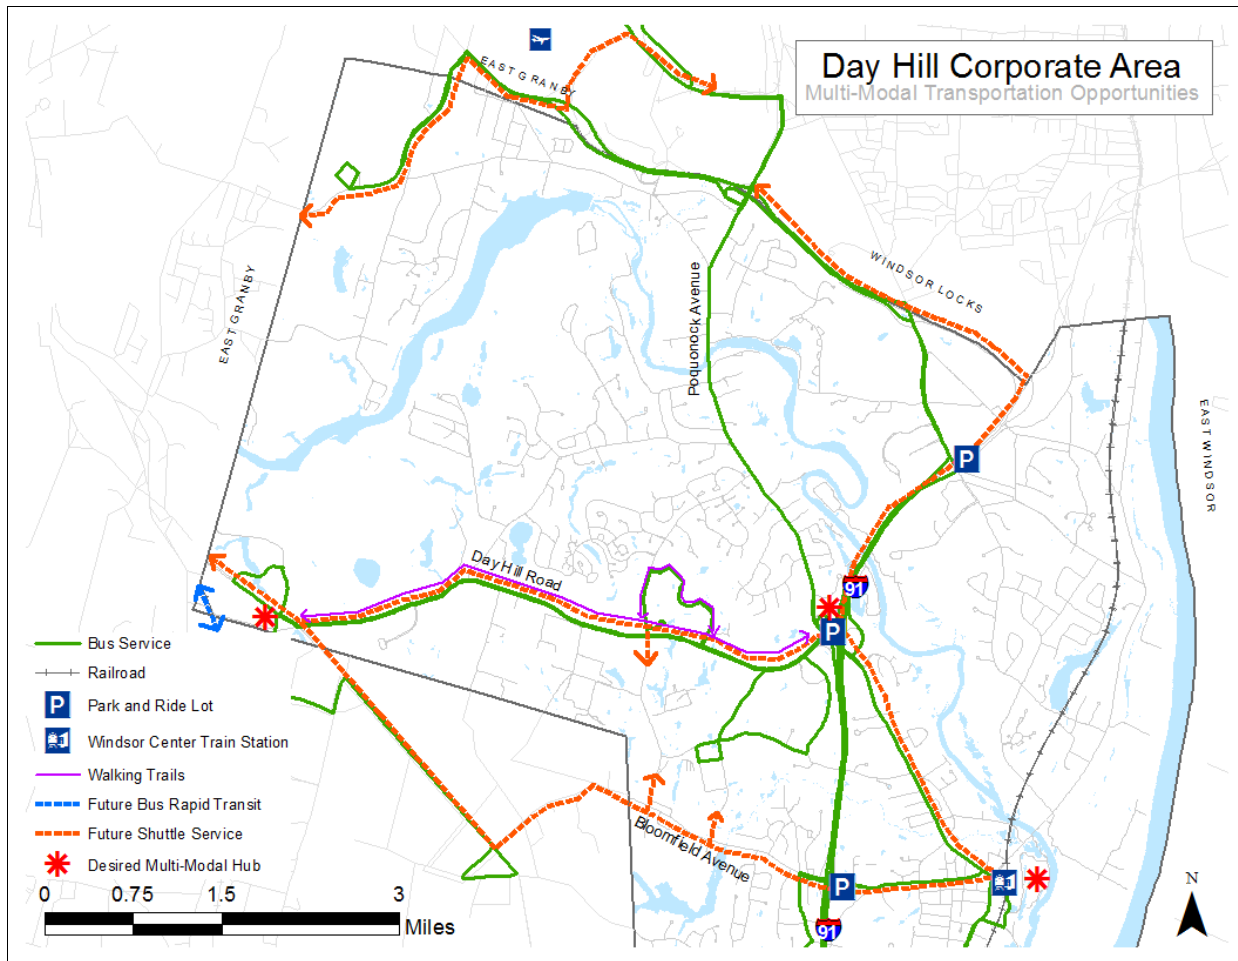 Day Hill Corporate Area
Multi-Modal Transportation Opportunities
EAST GRANBY
WINDSOR LOCKS
EAST GRANBY
Poquonock Avenue
EAST WINDSOR
P
Day Hill Road
91
P
Bus Service
Railroad
P Park and Ride Lot
Windsor Center Train Station
Walking Trails
Future Bus Rapid Transit
Future Shuttle Service
Desired Multi-Modal Hub
Bloomfield Avenue
P
91
N
0 0.75 1.5 3
Miles